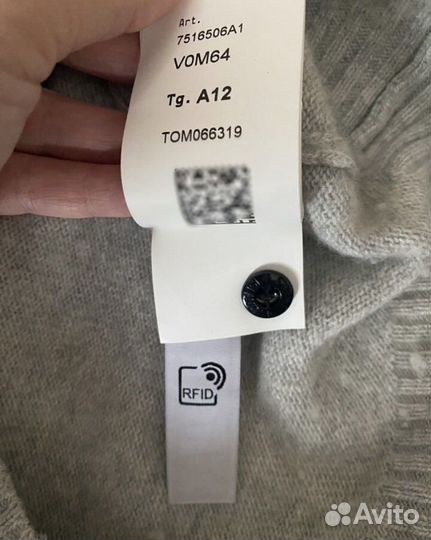 Art.
7516506A1
V0M64
Tg. A12
TOM066319
RFID
Avito